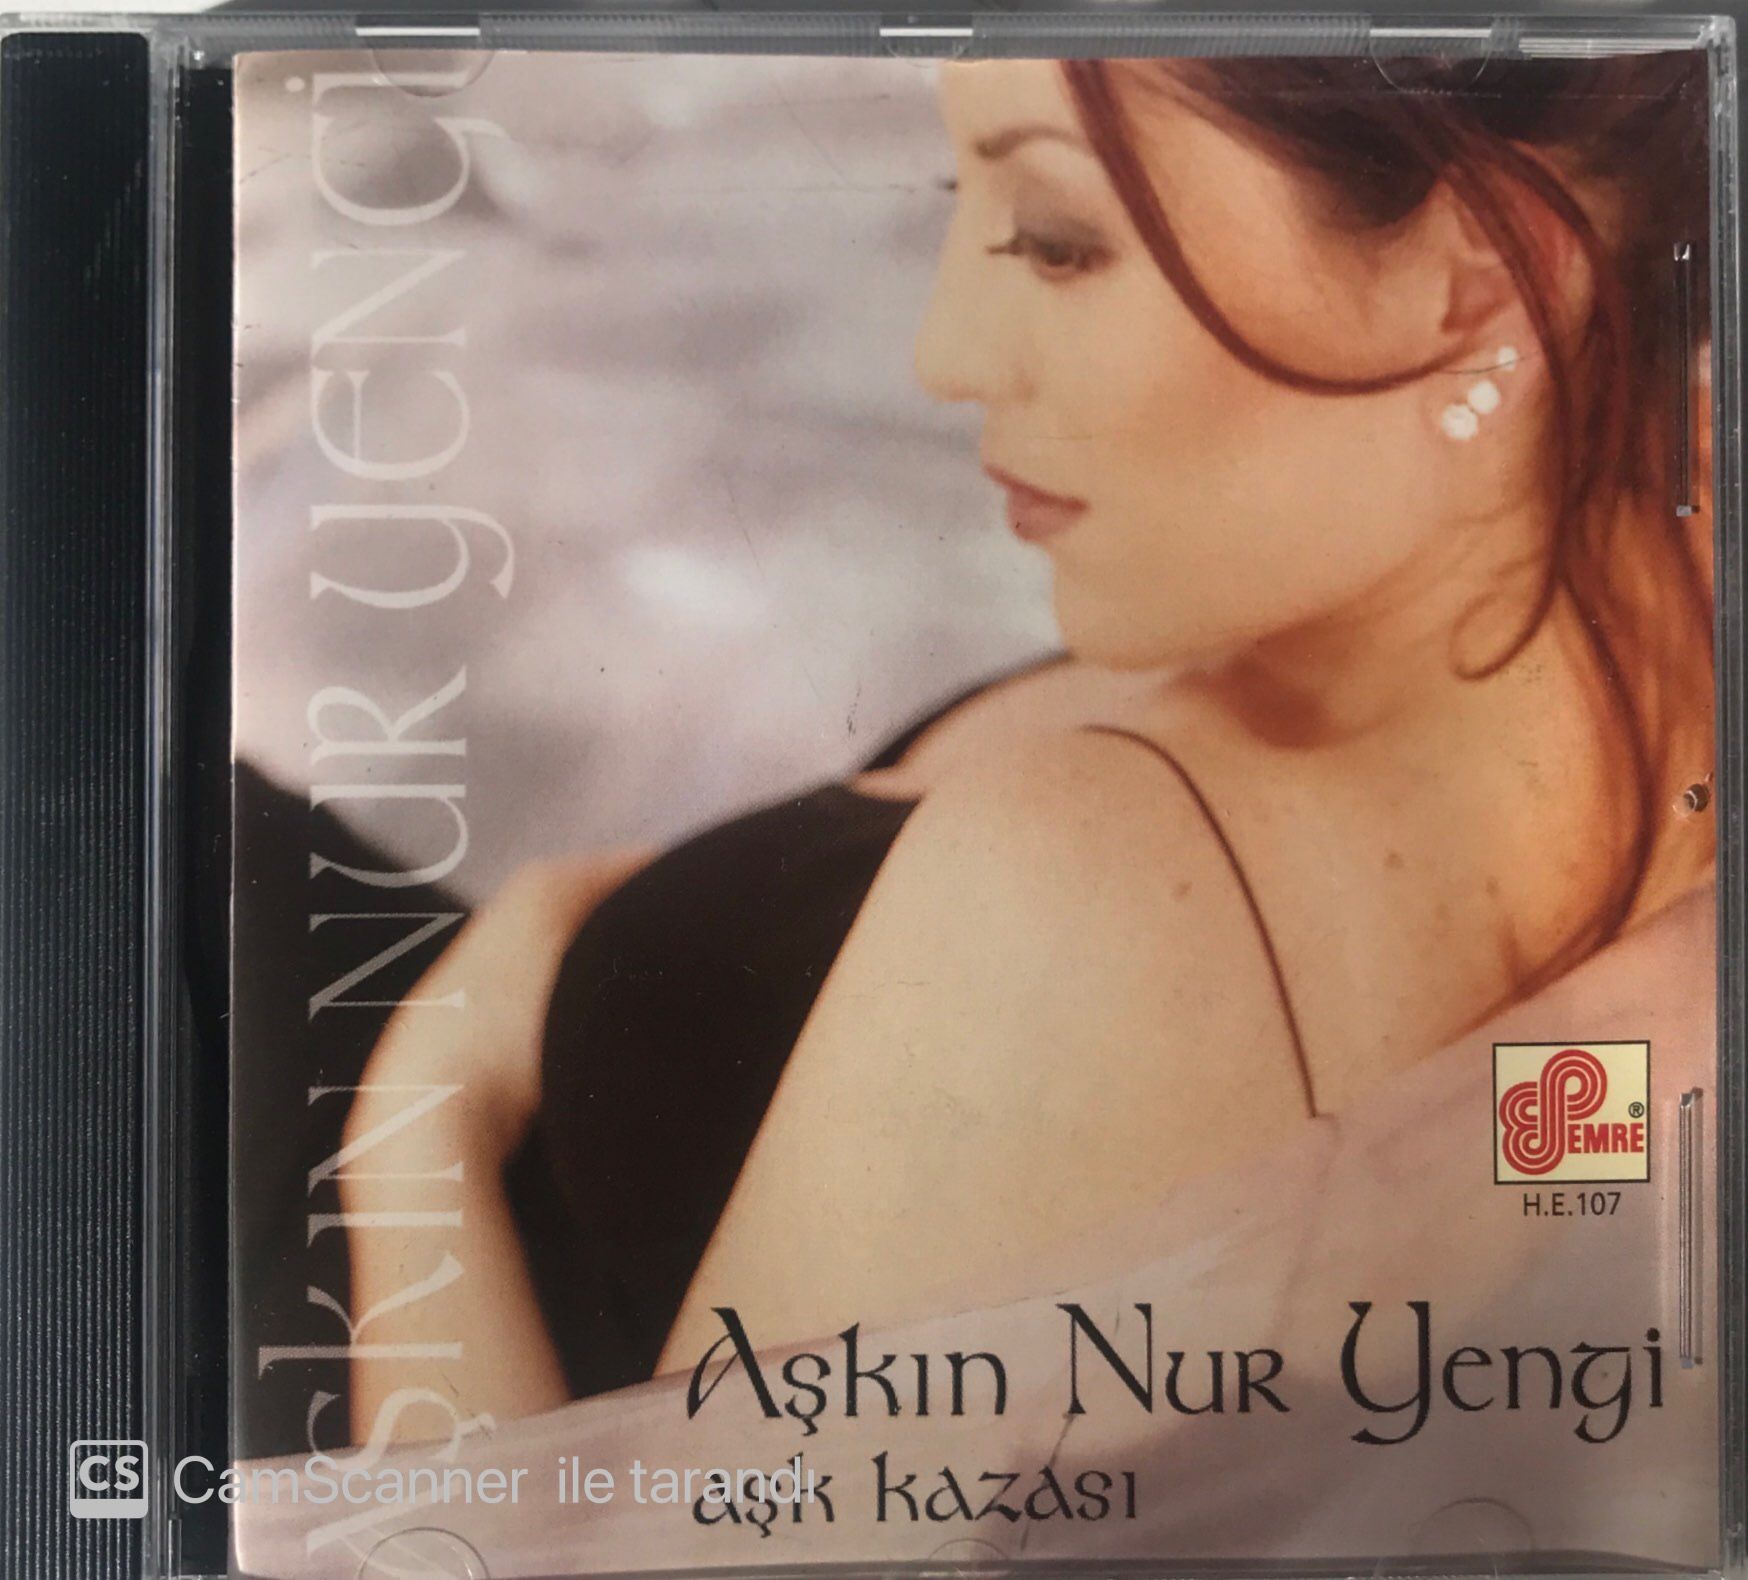 AŞKIN NUR YENGİ
EMRE ®
H.E.107
Aşkın Nur Yengi
aşk kazası
CS CamScanner ile tarandı